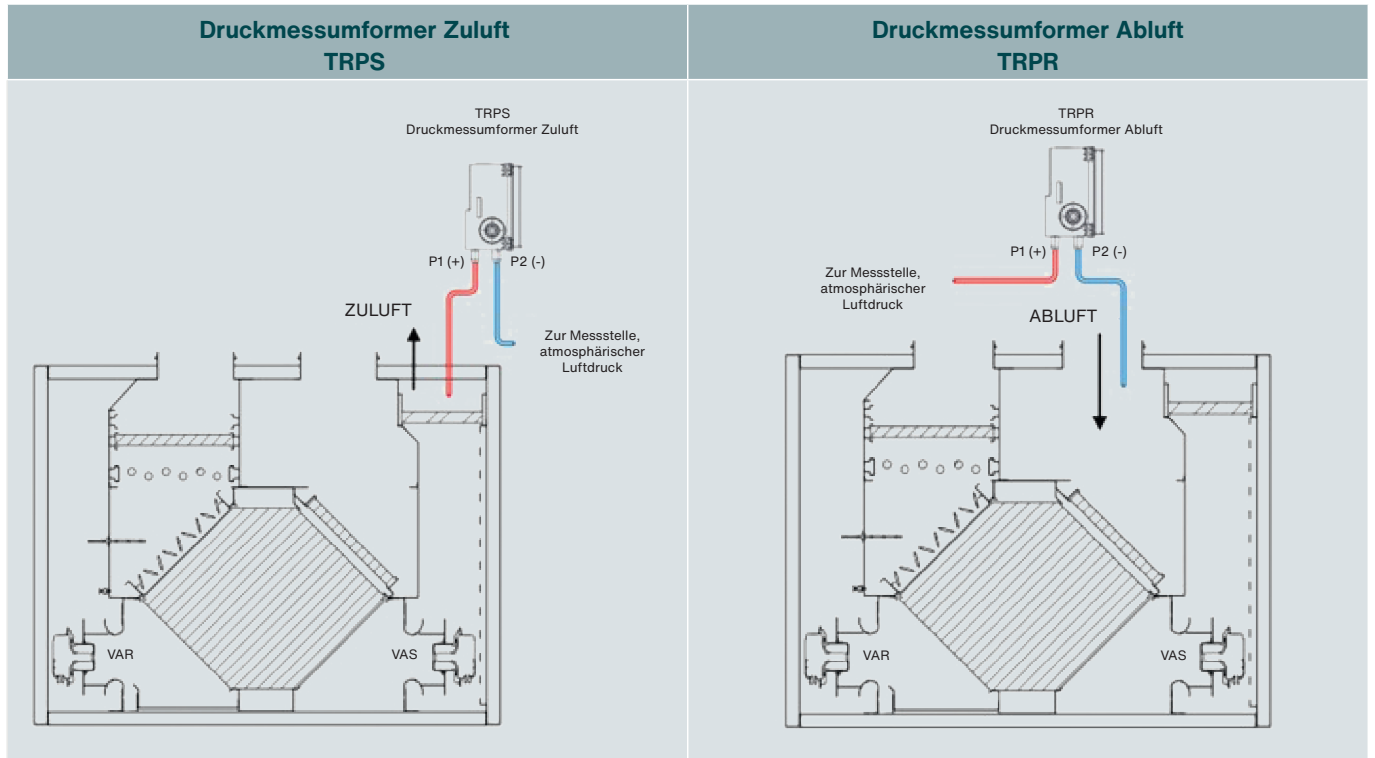 Druckmessumformer Zuluft
TRPS
TRPS
Druckmessumformer Zuluft
P1 (+)
P2 (-)
ZULUFT
Zur Messstelle,
atmosphärischer
Luftdruck
VAR
VAS
Druckmessumformer Abluft
TRPR
TRPR
Druckmessumformer Abluft
P1 (+)
P2 (-)
Zur Messstelle,
atmosphärischer
Luftdruck
ABLUFT
VAR
VAS